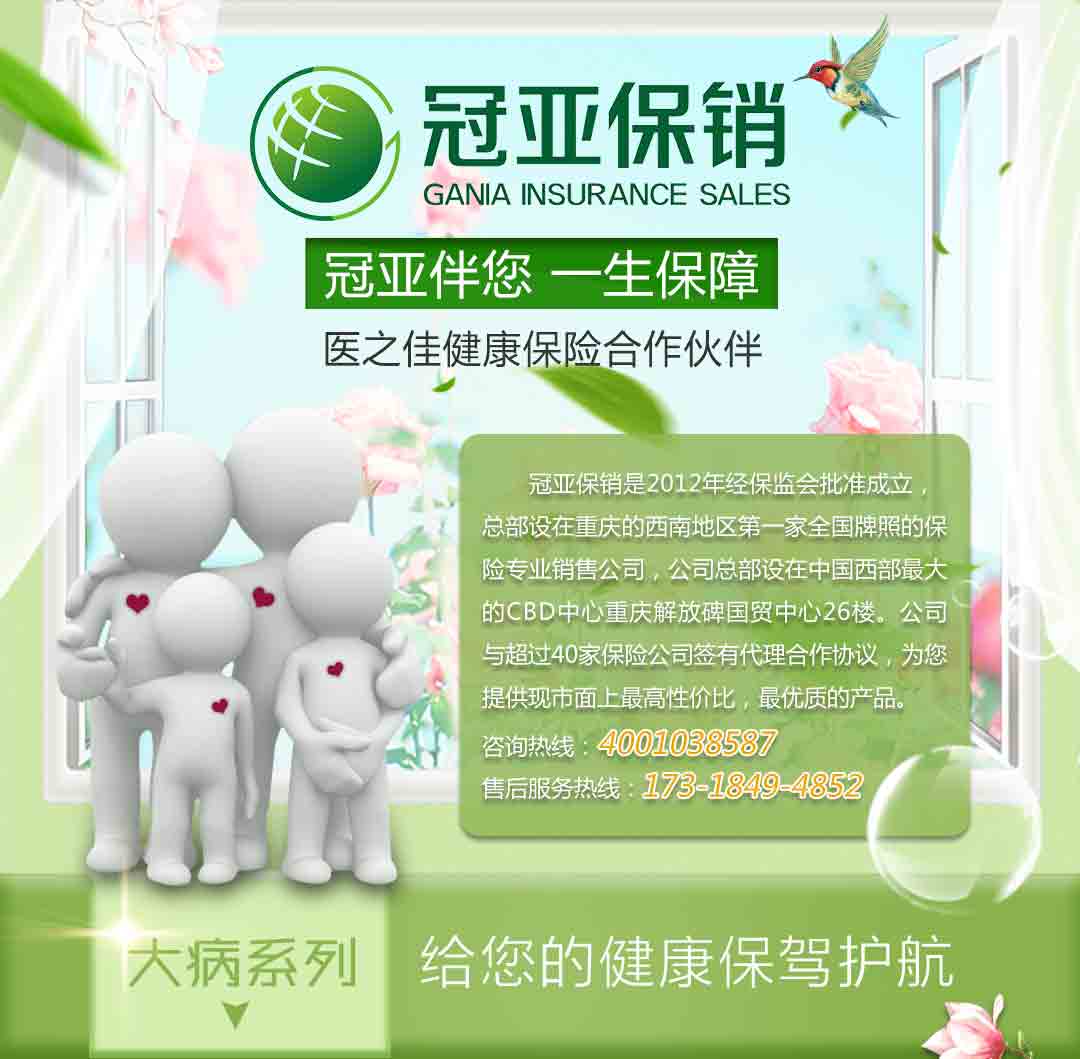 冠亚保销
GANIA INSURANCE SALES
冠亚伴您 一生保障
医之佳健康保险合作伙伴
冠亚保销是2012年经保监会批准成立，
总部设在重庆的西南地区第一家全国牌照的保
险专业销售公司，公司总部设在中国西部最大
的CBD中心重庆解放碑国贸中心26楼。公司
与超过40家保险公司签有代理合作协议，为您
提供现市面上最高性价比，最优质的产品。
咨询热线：4001038587
售后服务热线：173-1849-4852
大病系列
给您的健康保驾护航